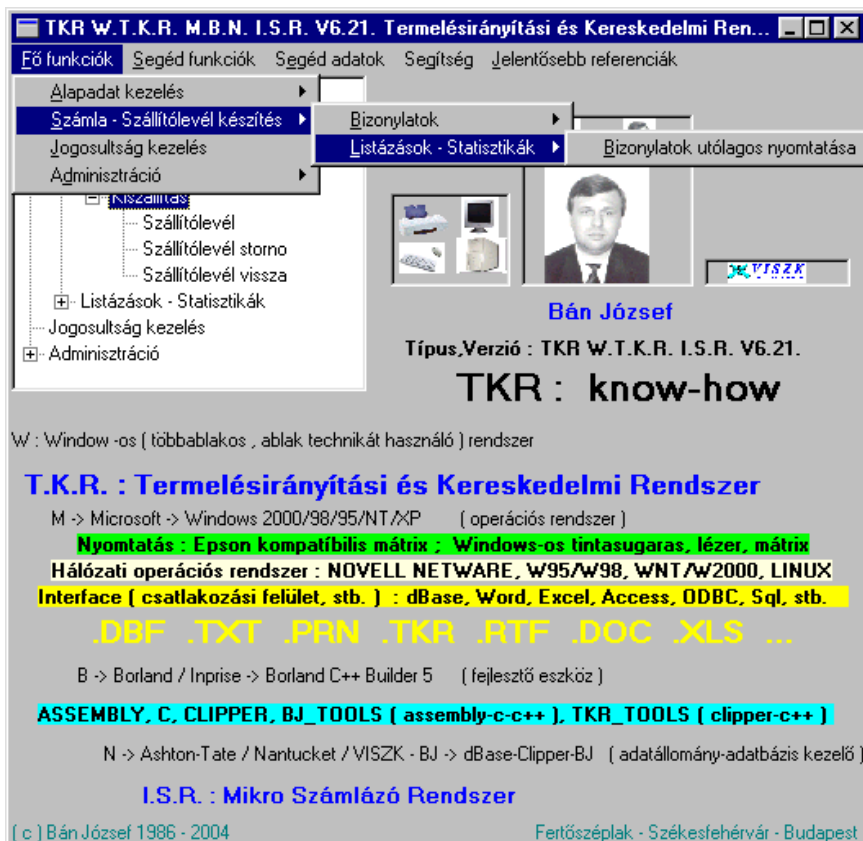 TKR W.T.K.R. M.B.N. I.S.R. V6.21. Termelésirányítási és Kereskedelmi Ren...
Fő funkciók Segéd funkciók Segéd adatok Segítség Jelentősebb referenciák
Alapadat kezelés
Számla - Szállítólevél készítés
Bizonylatok
Jogosultság kezelés
Listázások - Statisztikák
Bizonylatok utólagos nyomtatása
Adminisztráció
Kiszállítás
Szállítólevél
Szállítólevél storno
Szállítólevél vissza
Listázások - Statisztikák
Jogosultság kezelés
Adminisztráció
VISZK
Bán József
Típus,Verzió : TKR W.T.K.R. I.S.R. V6.21.
TKR : know-how
W : Window -os ( többablakos , ablak technikát használó ) rendszer
T.K.R. : Termelésirányítási és Kereskedelmi Rendszer
M -> Microsoft -> Windows 2000/98/95/NT/XP ( operációs rendszer )
Nyomtatás : Epson kompatíbilis mátrix ; Windows-os tintasugaras, lézer, mátrix
Hálózati operációs rendszer : NOVELL NETWARE, W95/W98, WNT/W2000, LINUX
Interface ( csatlakozási felület, stb. ) : dBase, Word, Excel, Access, ODBC, Sql, stb.
.DBF .TXT .PRN .TKR .RTF .DOC .XLS ...
B -> Borland / Inprise -> Borland C++ Builder 5 ( fejlesztő eszköz )
ASSEMBLY, C, CLIPPER, BJ_TOOLS ( assembly-c-c++ ), TKR_TOOLS ( clipper-c++ )
N -> Ashton-Tate / Nantucket / VISZK - BJ -> dBase-Clipper-BJ ( adatállomány-adatbázis kezelő )
I.S.R. : Mikro Számlázó Rendszer
( c ) Bán József 1986 - 2004
Fertőszéplak - Székesfehérvár - Budapest